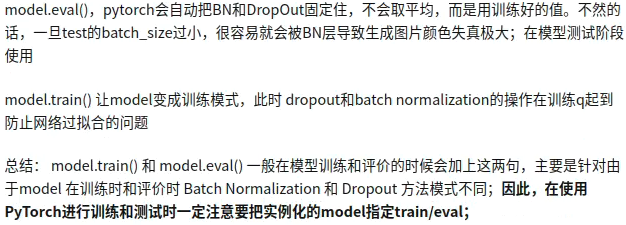 model.eval()，pytorch会自动把BN和DropOut固定住，不会取平均，而是用训练好的值。不然的
话，一旦test的batch_size过小，很容易就会被BN层导致生成图片颜色失真极大；在模型测试阶段
使用
model.train() 让model变成训练模式，此时 dropout和batch normalization的操作在训练q起到
防止网络过拟合的问题
总结： model.train() 和 model.eval() 一般在模型训练和评价的时候会加上这两句，主要是针对由
于model 在训练时和评价时 Batch Normalization 和 Dropout 方法模式不同；因此，在使用
PyTorch进行训练和测试时一定注意要把实例化的model指定train/eval；